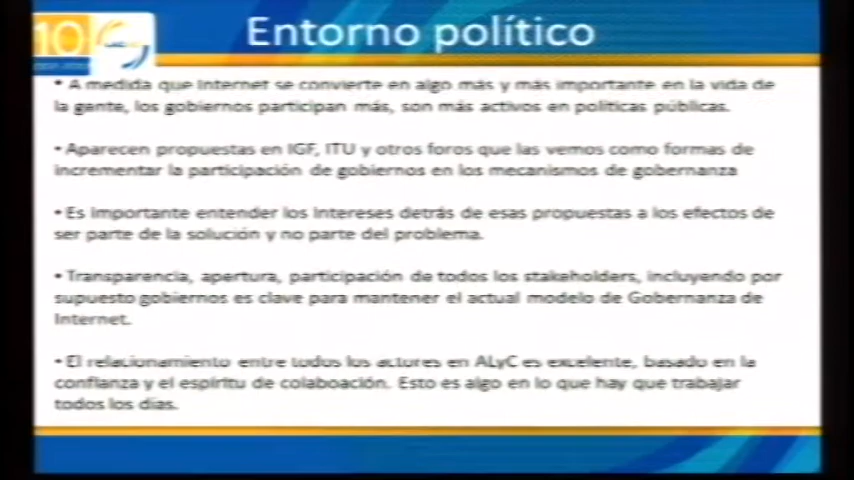 10
Entorno político
• A medida que Internet se convierte en algo más y más importante en la vida de
la gente, los gobiernos participan más, son más activos en políticas públicas.
• Aparecen propuestas en IGF, ITU y otros foros que las vemos como formas de
incrementar la participación de gobiernos en los mecanismos de gobernanza
• Es importante entender los intereses detrás de esas propuestas a los efectos de
ser parte de la solución y no parte del problema.
• Transparencia, apertura, participación de todos los stakeholders, incluyendo por
supuesto gobiernos es clave para mantener el actual modelo de Gobernanza de
Internet.
• El relacionamiento entre todos los actores en ALyC es excelente, basado en la
confianza y el espíritu de colaboación. Esto es algo en lo que hay que trabajar
todos los días.